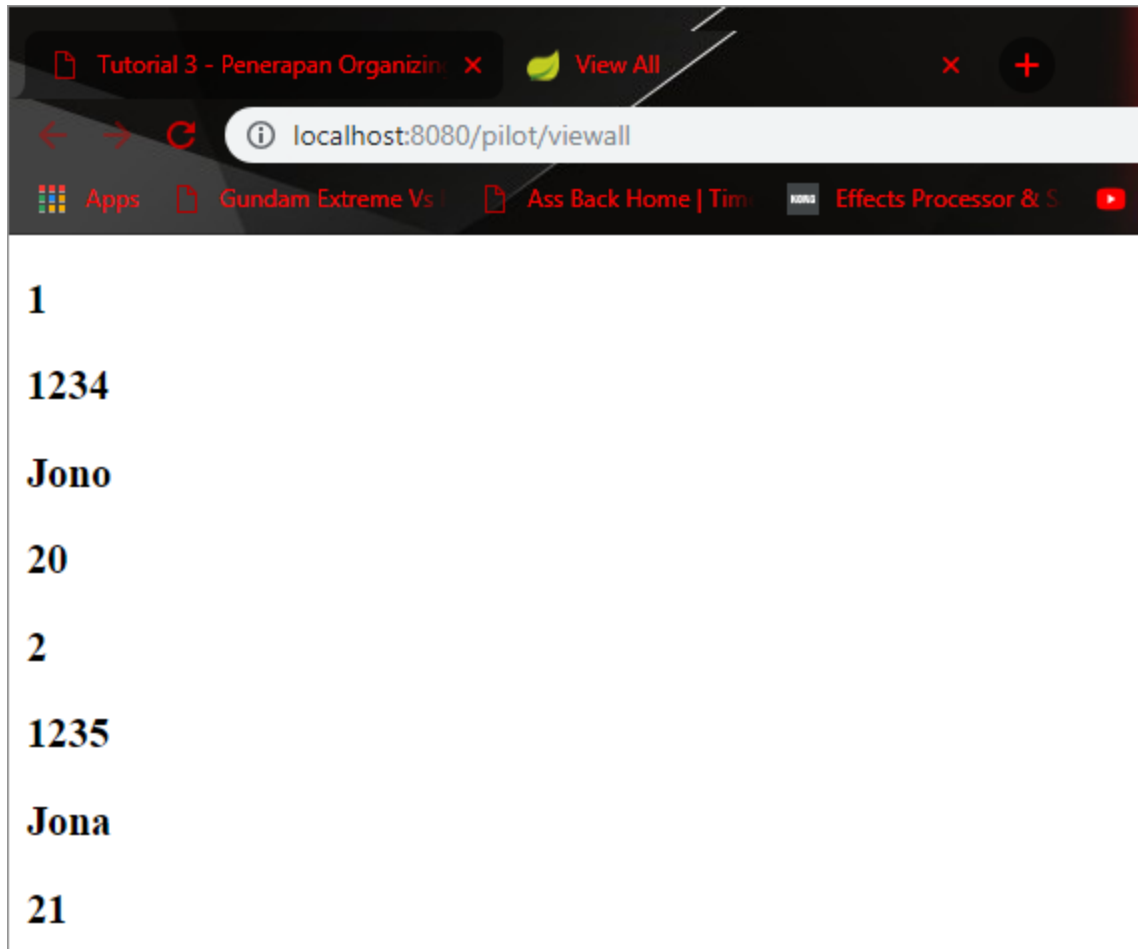 Tutorial 3 - Penerapan Organizin
View All
localhost:8080/pilot/viewall
Apps
Gundam Extreme Vs
Ass Back Home | Tim
KORG
Effects Processor & S
1
1234
Jono
20
2
1235
Jona
21